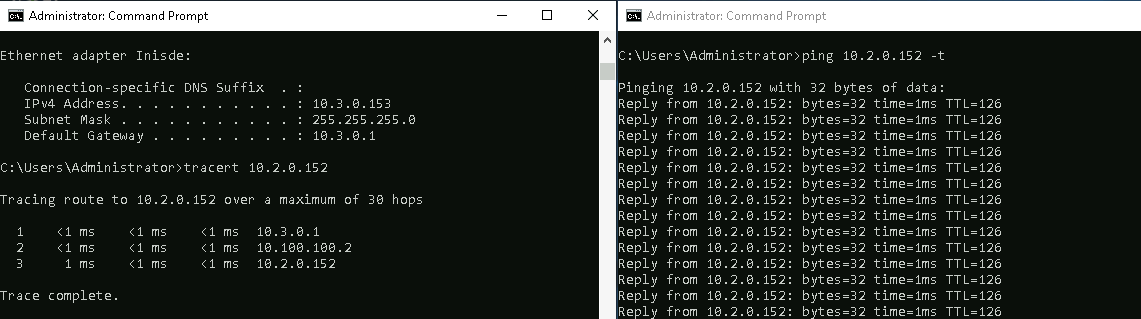 Administrator: Command Prompt
Ethernet adapter Inisde:
Connection-specific DNS Suffix  . :
IPv4 Address. . . . . . . . . . . : 10.3.0.153
Subnet Mask . . . . . . . . . . . : 255.255.255.0
Default Gateway . . . . . . . . . : 10.3.0.1
C:\Users\Administrator>tracert 10.2.0.152
Tracing route to 10.2.0.152 over a maximum of 30 hops
1    <1 ms    <1 ms    <1 ms  10.3.0.1
2    <1 ms    <1 ms    <1 ms  10.100.100.2
3     1 ms    <1 ms    <1 ms  10.2.0.152
Trace complete.
Administrator: Command Prompt
C:\Users\Administrator>ping 10.2.0.152 -t
Pinging 10.2.0.152 with 32 bytes of data:
Reply from 10.2.0.152: bytes=32 time=1ms TTL=126
Reply from 10.2.0.152: bytes=32 time=1ms TTL=126
Reply from 10.2.0.152: bytes=32 time=1ms TTL=126
Reply from 10.2.0.152: bytes=32 time=1ms TTL=126
Reply from 10.2.0.152: bytes=32 time=1ms TTL=126
Reply from 10.2.0.152: bytes=32 time=1ms TTL=126
Reply from 10.2.0.152: bytes=32 time=1ms TTL=126
Reply from 10.2.0.152: bytes=32 time=1ms TTL=126
Reply from 10.2.0.152: bytes=32 time=1ms TTL=126
Reply from 10.2.0.152: bytes=32 time=1ms TTL=126
Reply from 10.2.0.152: bytes=32 time=1ms TTL=126
Reply from 10.2.0.152: bytes=32 time=1ms TTL=126
Reply from 10.2.0.152: bytes=32 time=1ms TTL=126
Reply from 10.2.0.152: bytes=32 time=1ms TTL=126